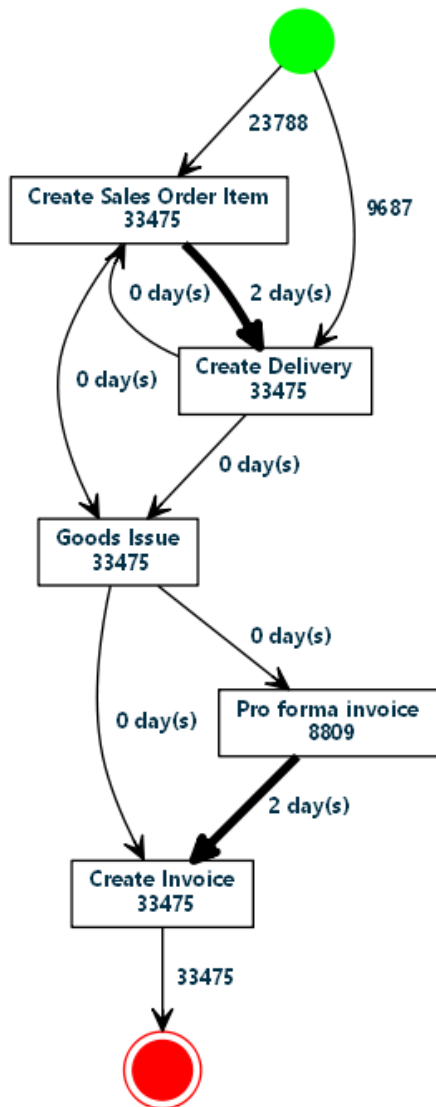 23788
Create Sales Order Item
33475
9687
0 day(s)
2 day(s)
Create Delivery
33475
0 day(s)
0 day(s)
Goods Issue
33475
0 day(s)
Pro forma invoice
8809
0 day(s)
2 day(s)
Create Invoice
33475
33475